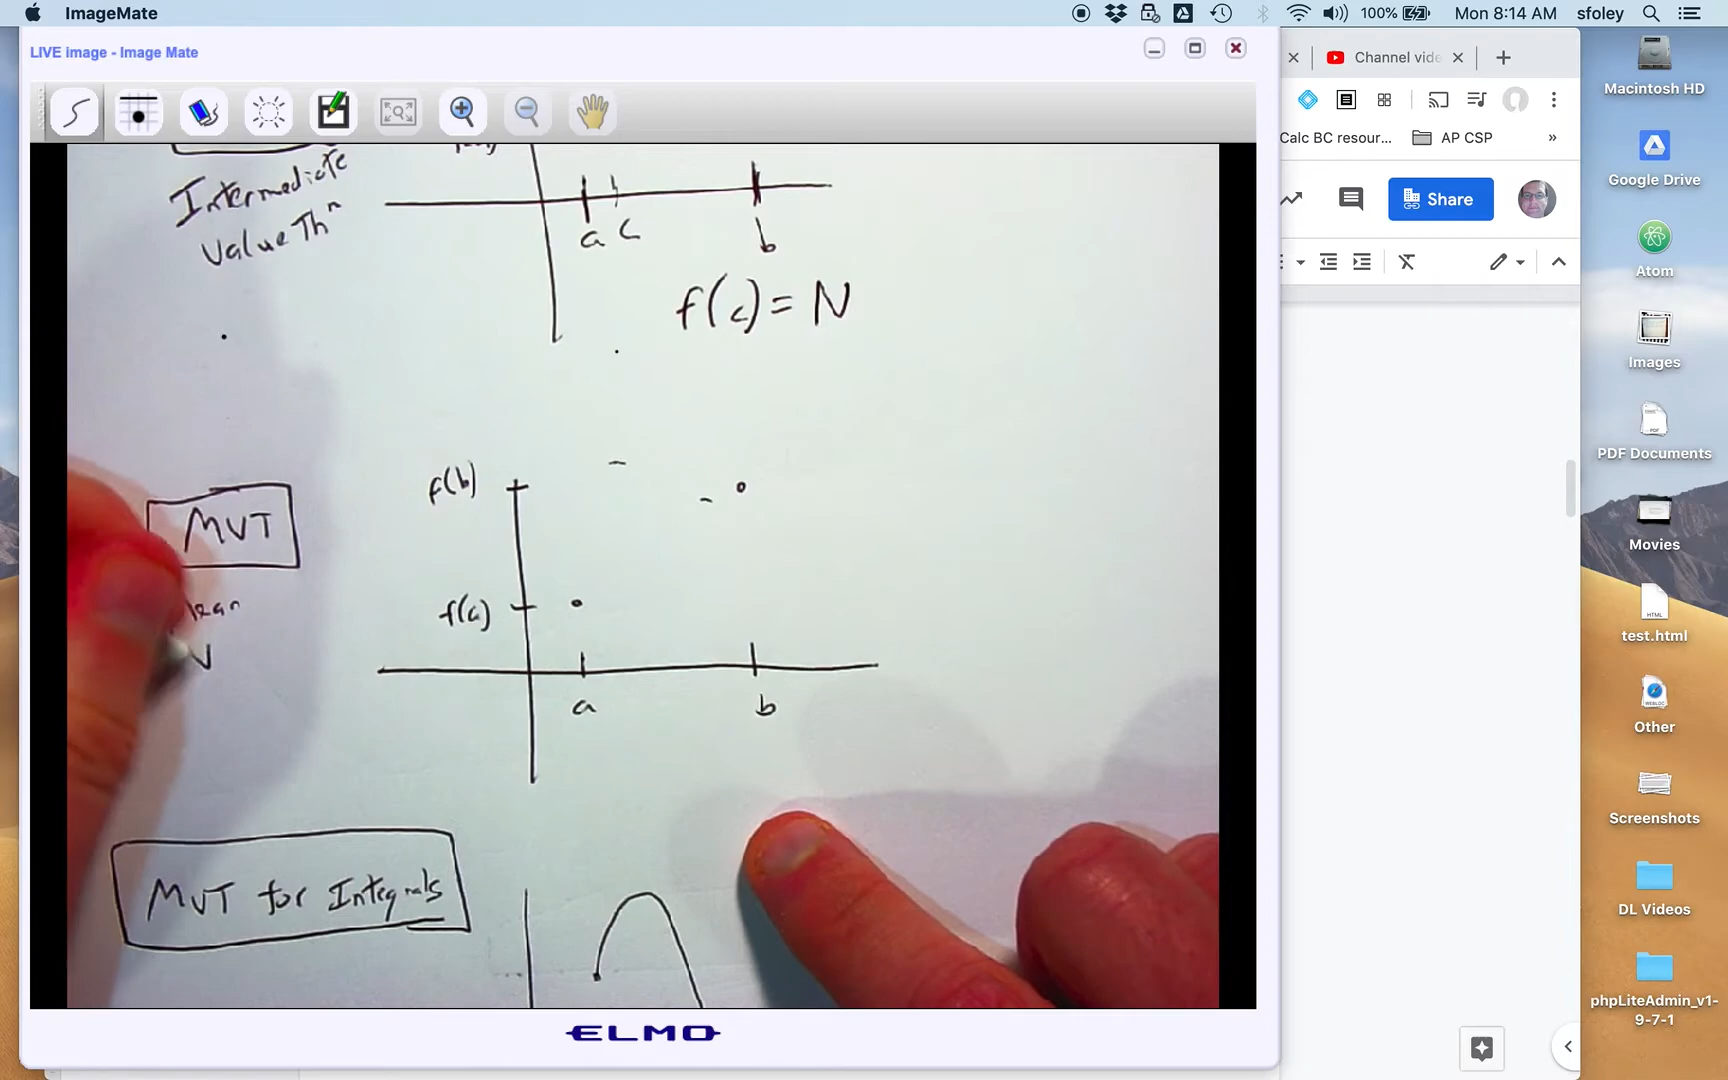 ImageMate
100%
Mon 8:14 AM
sfoley
LIVE image - Image Mate
Channel vide
Calc BC resour...
AP CSP
»
Share
Macintosh HD
Google Drive
Atom
Images
PDF Documents
Movies
HTML
test.html
WEBLOC
Other
Screenshots
DL Videos
phpLiteAdmin_v1-
9-7-1
Intermediate
Value Thⁿ
a c b
f(c) = N
f(b)
MVT
f(a)
V
a b
MVT for Integrals
ELMO